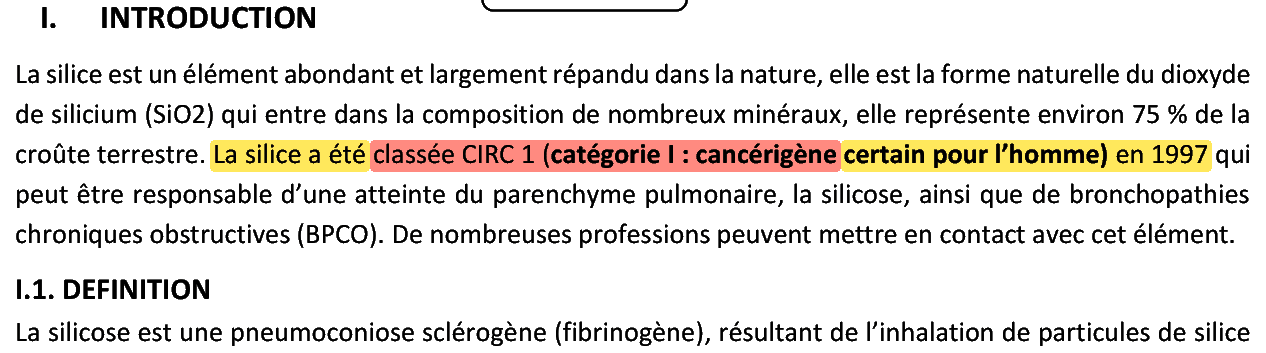 I. INTRODUCTION
La silice est un élément abondant et largement répandu dans la nature, elle est la forme naturelle du dioxyde
de silicium (SiO2) qui entre dans la composition de nombreux minéraux, elle représente environ 75 % de la
croûte terrestre. La silice a été classée CIRC 1 (catégorie I : cancérigène certain pour l’homme) en 1997 qui
peut être responsable d’une atteinte du parenchyme pulmonaire, la silicose, ainsi que de bronchopathies
chroniques obstructives (BPCO). De nombreuses professions peuvent mettre en contact avec cet élément.
I.1. DEFINITION
La silicose est une pneumoconiose sclérogène (fibrinogène), résultant de l’inhalation de particules de silice